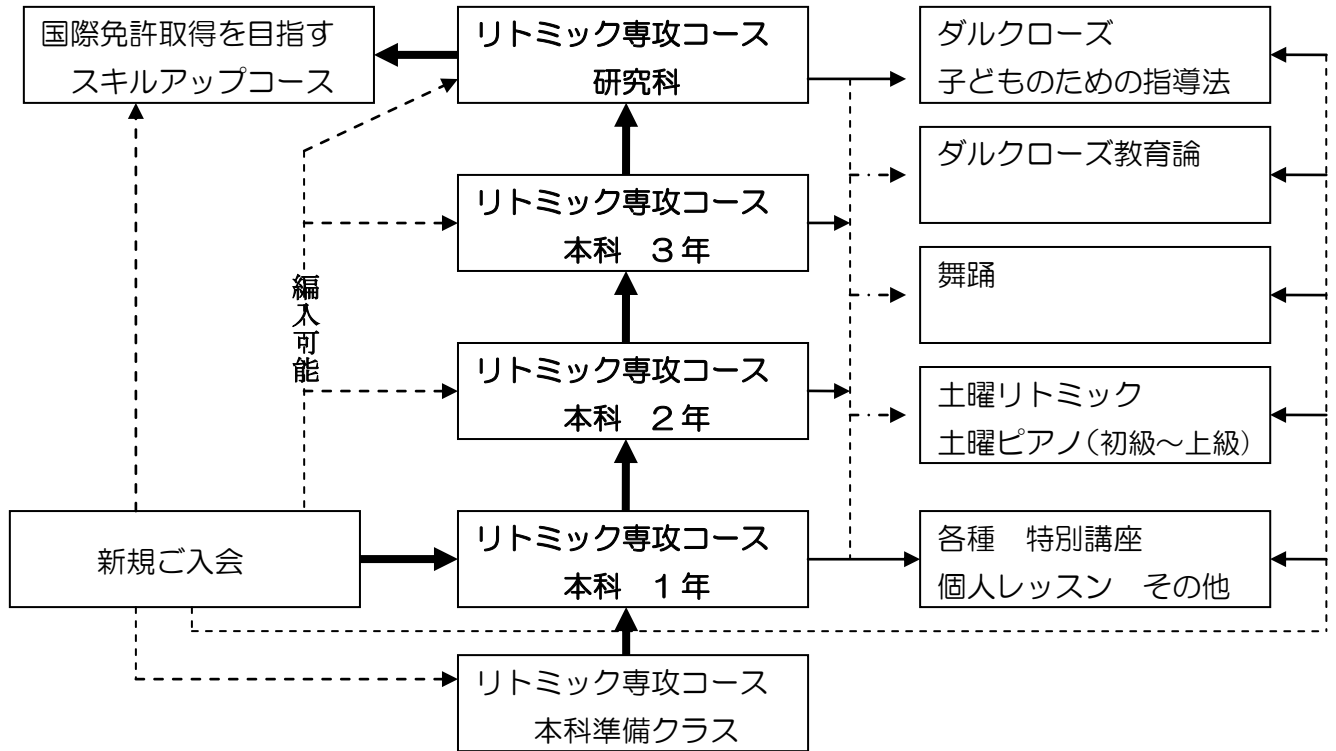 国際免許取得を目指す
スキルアップコース
リトミック専攻コース
研究科
ダルクローズ
子どものための指導法
ダルクローズ教育論
リトミック専攻コース
本科　３年
編入可能
舞踊
リトミック専攻コース
本科　２年
土曜リトミック
土曜ピアノ（初級～上級）
新規ご入会
リトミック専攻コース
本科　１年
各種　特別講座
個人レッスン　その他
リトミック専攻コース
本科準備クラス